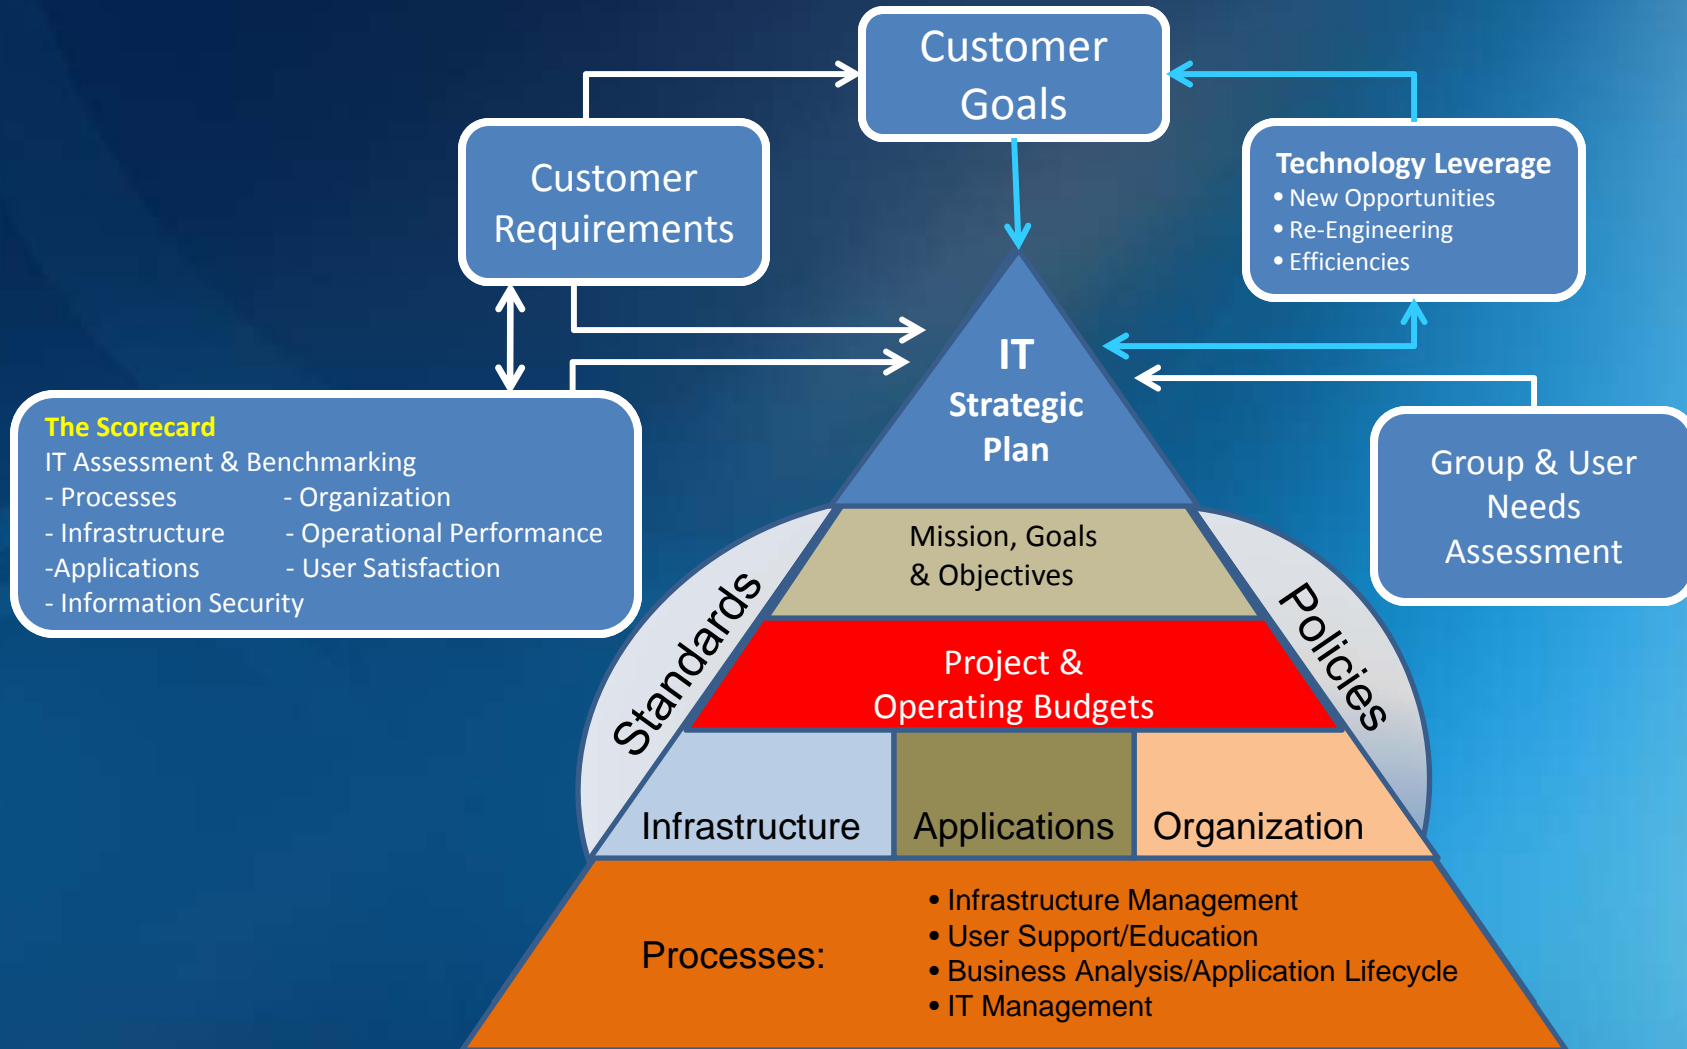 Customer
Goals
Customer
Requirements
Technology Leverage
• New Opportunities
• Re-Engineering
• Efficiencies
IT
Strategic
Plan
The Scorecard
IT Assessment & Benchmarking
- Processes - Organization
- Infrastructure - Operational Performance
-Applications - User Satisfaction
- Information Security
Group & User
Needs
Assessment
Mission, Goals
& Objectives
Standards
Policies
Project &
Operating Budgets
Infrastructure Applications Organization
Processes:
• Infrastructure Management
• User Support/Education
• Business Analysis/Application Lifecycle
• IT Management